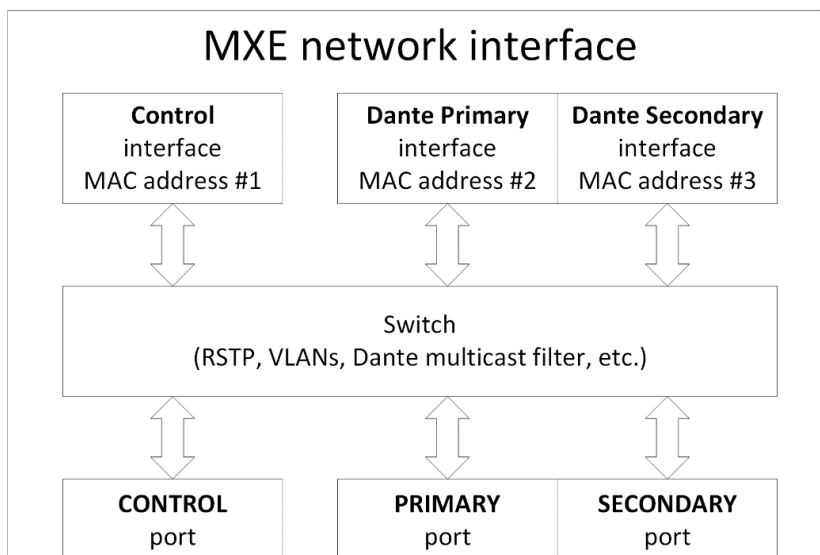 MXE network interface
Control
interface
MAC address #1
Dante Primary
interface
MAC address #2
Dante Secondary
interface
MAC address #3
Switch
(RSTP, VLANs, Dante multicast filter, etc.)
CONTROL
port
PRIMARY
port
SECONDARY
port